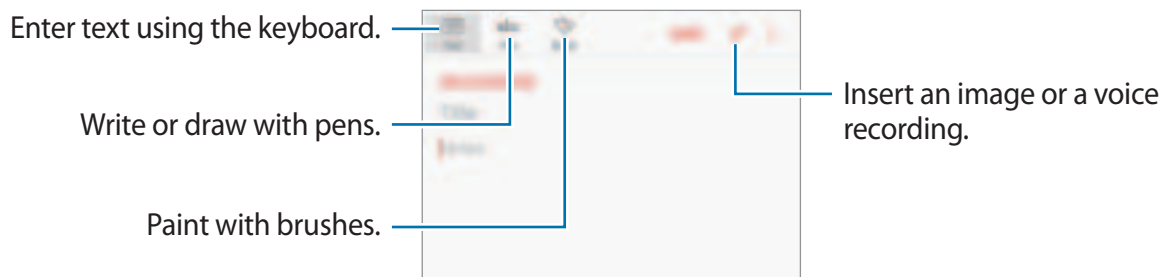 Enter text using the keyboard.
Write or draw with pens.
Paint with brushes.
Insert an image or a voice
recording.